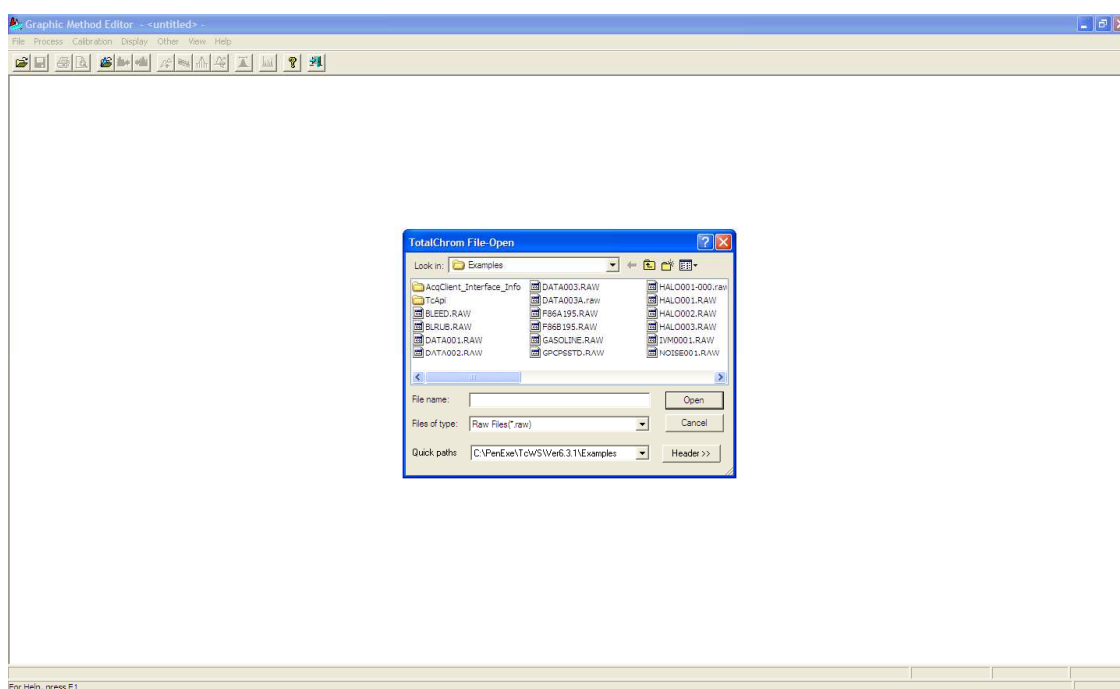 Graphic Method Editor - <untitled> -
File Process Calibration Display Other View Help
TotalChrom File-Open
Look in: Examples
AcqClient_Interface_Info DATA003.RAW HALO001-000.raw
TcApi DATA003A.raw HALO001.RAW
BLEED.RAW F86A195.RAW HALO002.RAW
BLRUB.RAW F86B195.RAW HALO003.RAW
DATA001.RAW GASOLINE.RAW IVM0001.RAW
DATA002.RAW GPCPSSTD.RAW NOISE001.RAW
File name: Open
Files of type: Raw Files(*.raw) Cancel
Quick paths C:\PenExe\TcWS\Ver6.3.1\Examples Header >>
For Help, press F1